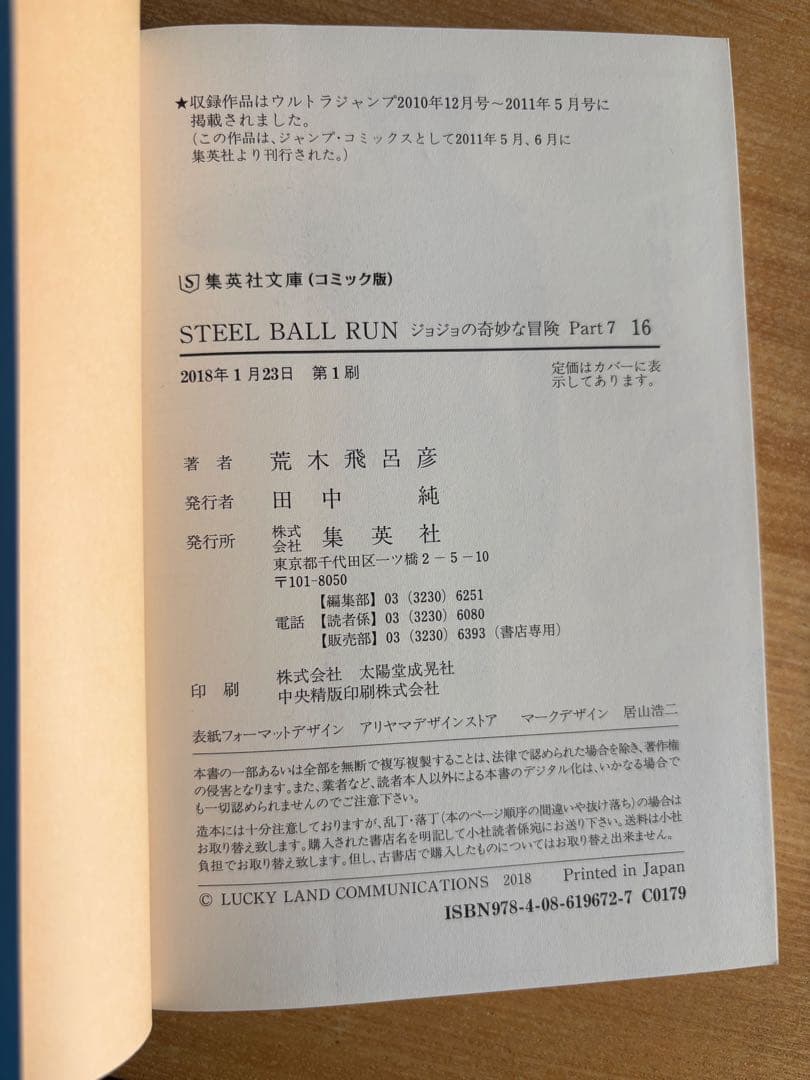 ★収録作品はウルトラジャンプ2010年12月号～2011年5月号に
掲載されました。
(この作品は、ジャンプ・コミックスとして2011年5月、6月に
集英社より刊行された。)
S 集英社文庫(コミック版)
STEEL BALL RUN ジョジョの奇妙な冒険 Part 7 16
2018年1月23日 第1刷
定価はカバーに表
示してあります。
著者 荒木飛呂彦
発行者 田中 純
発行所 株式会社 集英社
東京都千代田区一ツ橋2－5－10
〒101-8050
【編集部】03 (3230) 6251
電話 【読者係】03 (3230) 6080
【販売部】03 (3230) 6393 (書店専用)
印刷 株式会社 太陽堂成晃社
中央精版印刷株式会社
表紙フォーマットデザイン アリヤマデザインストア マークデザイン 居山浩二
本書の一部あるいは全部を無断で複写複製することは、法律で認められた場合を除き、著作権
の侵害となります。また、業者など、読者本人以外による本書のデジタル化は、いかなる場合で
も一切認められませんのでご注意下さい。
造本には十分注意しておりますが、乱丁・落丁(本のページ順序の間違いや抜け落ち)の場合は
お取り替え致します。購入された書店名を明記して小社読者係宛にお送り下さい。送料は小社
負担でお取り替え致します。但し、古書店で購入したものについてはお取り替え出来ません。
© LUCKY LAND COMMUNICATIONS 2018 Printed in Japan
ISBN978-4-08-619672-7 C0179